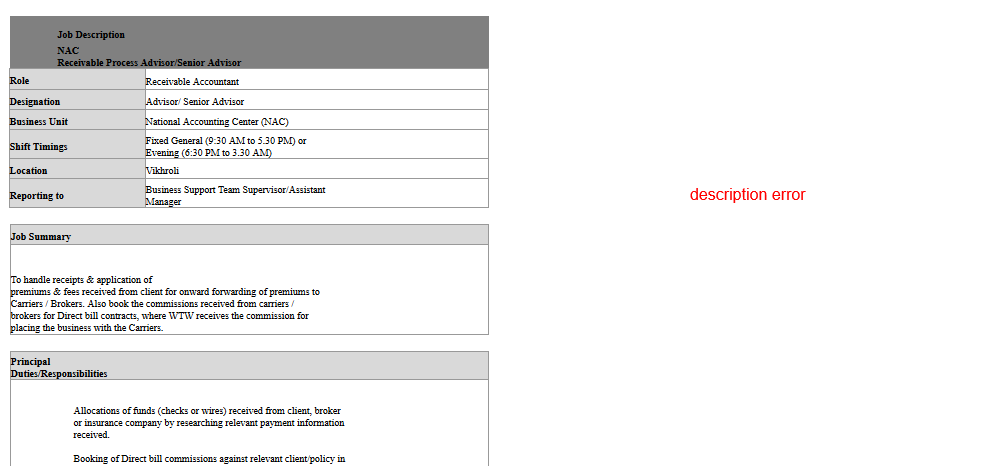 Job Description
NAC
Receivable Process Advisor/Senior Advisor
Role
Receivable Accountant
Designation
Advisor/ Senior Advisor
Business Unit
National Accounting Center (NAC)
Shift Timings
Fixed General (9:30 AM to 5.30 PM) or
Evening (6:30 PM to 3.30 AM)
Location
Vikhroli
Reporting to
Business Support Team Supervisor/Assistant
Manager
Job Summary
To handle receipts & application of
premiums & fees received from client for onward forwarding of premiums to
Carriers / Brokers. Also book the commissions received from carriers /
brokers for Direct bill contracts, where WTW receives the commission for
placing the business with the Carriers.
Principal
Duties/Responsibilities
Allocations of funds (checks or wires) received from client, broker
or insurance company by researching relevant payment information
received.
Booking of Direct bill commissions against relevant client/policy in
description error